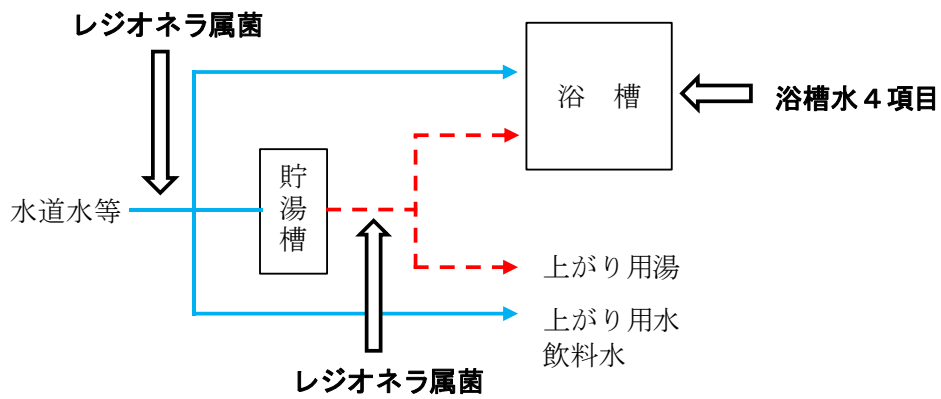 レジオネラ属菌
浴　槽
浴槽水４項目
貯湯槽
水道水等
上がり用湯
上がり用水
飲料水
レジオネラ属菌